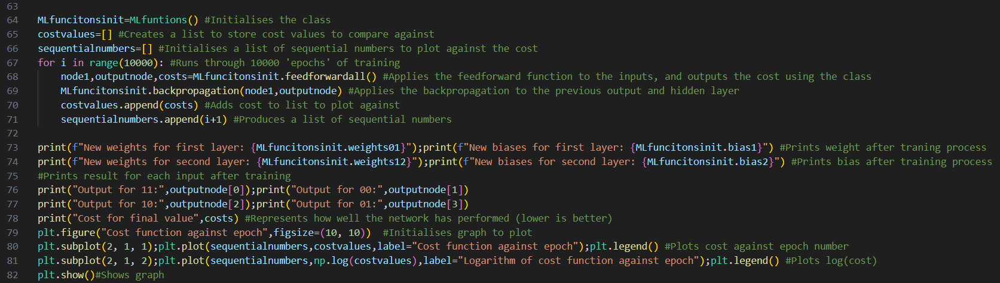 63
64 MLfuncitonsinit=MLfuntions() #Initialises the class
65 costvalues=[] #Creates a list to store cost values to compare against
66 sequentialnumbers=[] #Initialises a list of sequential numbers to plot against the cost
67 for i in range(10000): #Runs through 10000 'epochs' of training
68     node1,outputnode,costs=MLfuncitonsinit.feedforwardall() #Applies the feedforward function to the inputs, and outputs the cost using the class
69     MLfuncitonsinit.backpropagation(node1,outputnode) #Applies the backpropagation to the previous output and hidden layer
70     costvalues.append(costs) #Adds cost to list to plot against
71     sequentialnumbers.append(i+1) #Produces a list of sequential numbers
72
73 print(f"New weights for first layer: {MLfuncitonsinit.weights01}");print(f"New biases for first layer: {MLfuncitonsinit.bias1}") #Prints weight after traning process
74 print(f"New weights for second layer: {MLfuncitonsinit.weights12}");print(f"New biases for second layer: {MLfuncitonsinit.bias2}") #Prints bias after training process
75 #Prints result for each input after training
76 print("Output for 11:",outputnode[0]);print("Output for 00:",outputnode[1])
77 print("Output for 10:",outputnode[2]);print("Output for 01:",outputnode[3])
78 print("Cost for final value",costs) #Represents how well the network has performed (lower is better)
79 plt.figure("Cost function against epoch",figsize=(10, 10))  #Initialises graph to plot
80 plt.subplot(2, 1, 1);plt.plot(sequentialnumbers,costvalues,label="Cost function against epoch");plt.legend() #Plots cost against epoch number
81 plt.subplot(2, 1, 2);plt.plot(sequentialnumbers,np.log(costvalues),label="Logarithm of cost function against epoch");plt.legend() #Plots log(cost)
82 plt.show()#Shows graph